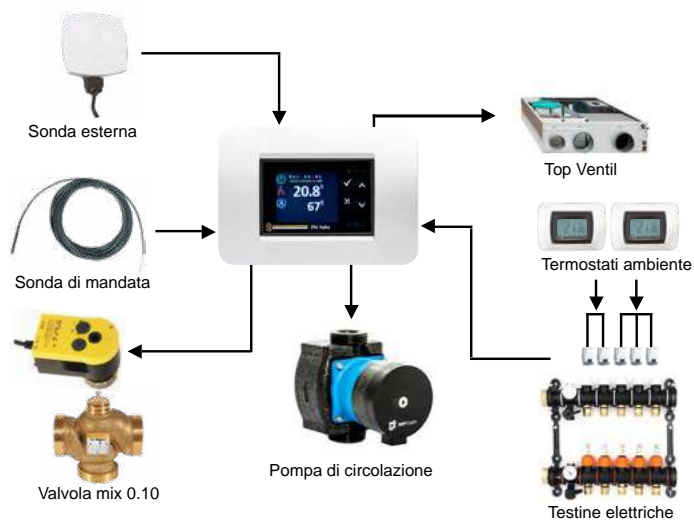 Sonda esterna
Top Ventil
20.8°
67
Sonda di mandata
Termostati ambiente
Pompa di circolazione
Valvola mix 0.10
Testine elettriche